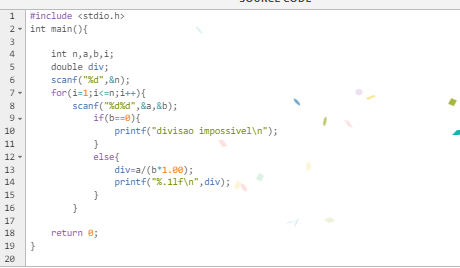 SOURCE CODE
1 #include <stdio.h>
2 int main(){
3
4 int n,a,b,i;
5 double div;
6 scanf("%d",&n);
7 for(i=1;i<=n;i++){
8 scanf("%d%d",&a,&b);
9 if(b==0){
10 printf("divisao impossivel\n");
11 }
12 else{
13 div=a/(b*1.00);
14 printf("%.1lf\n",div);
15 }
16 }
17
18 return 0;
19 }
20